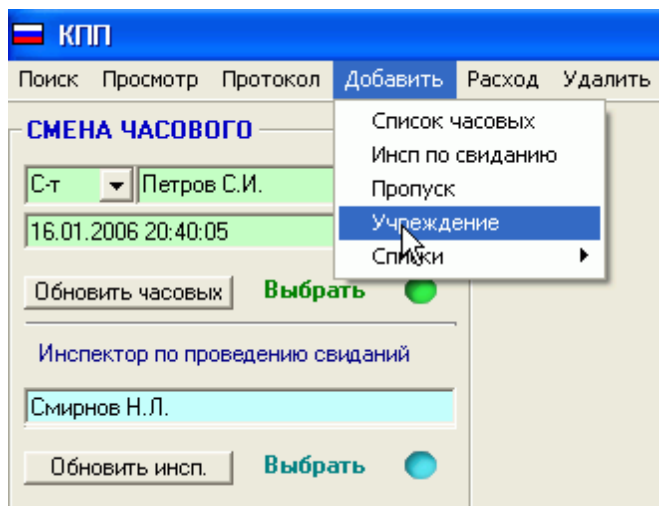 КПП
Поиск Просмотр Протокол Добавить Расход Удалить
СМЕНА ЧАСОВОГО
Список часовых
Инсп по свиданию
Пропуск
Учреждение
Списки
С-т Петров С.И.
16.01.2006 20:40:05
Обновить часовых Выбрать
Инспектор по проведению свиданий
Смирнов Н.Л.
Обновить инсп. Выбрать